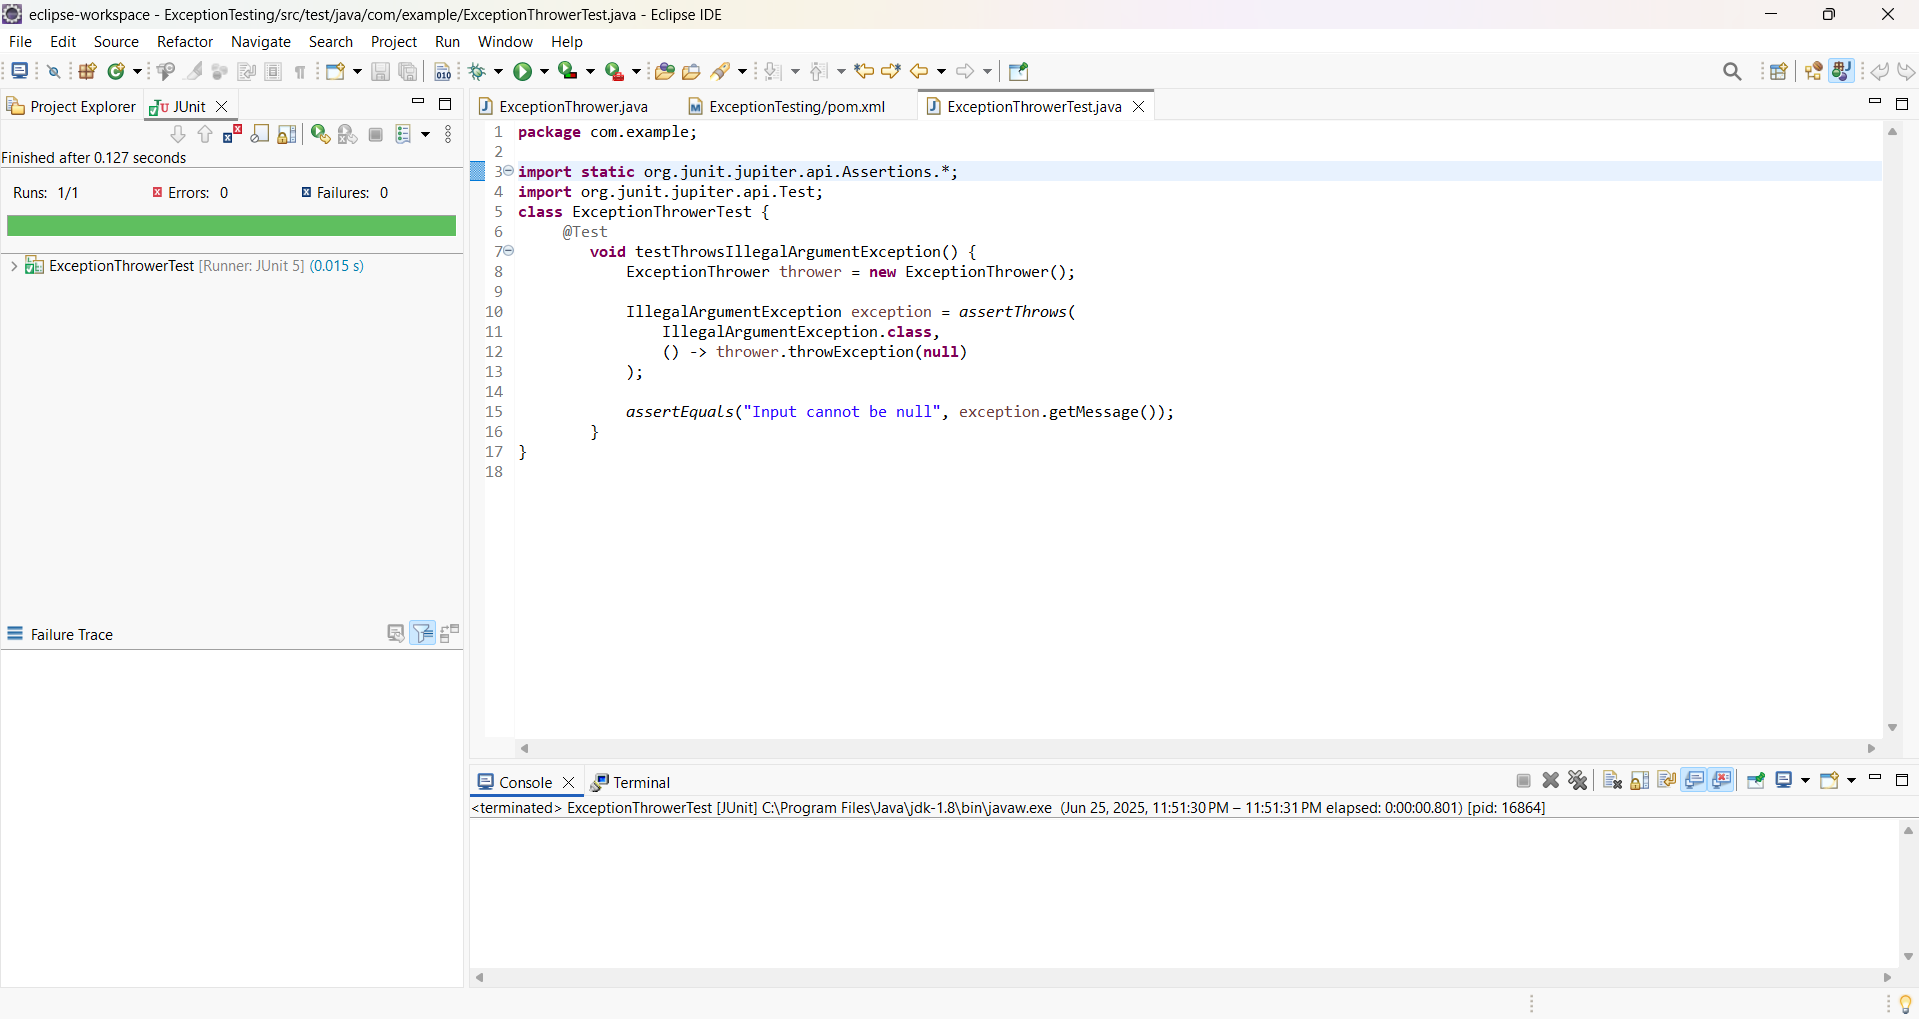 eclipse-workspace - ExceptionTesting/src/test/java/com/example/ExceptionThrowerTest.java - Eclipse IDE
File Edit Source Refactor Navigate Search Project Run Window Help
Project Explorer JUnit
Finished after 0.127 seconds
Runs: 1/1 Errors: 0 Failures: 0
ExceptionThrowerTest [Runner: JUnit 5] (0.015 s)
Failure Trace
ExceptionThrower.java ExceptionTesting/pom.xml ExceptionThrowerTest.java
1 package com.example;
2
3 import static org.junit.jupiter.api.Assertions.*;
4 import org.junit.jupiter.api.Test;
5 class ExceptionThrowerTest {
6 @Test
7 void testThrowsIllegalArgumentException() {
8 ExceptionThrower thrower = new ExceptionThrower();
9
10 IllegalArgumentException exception = assertThrows(
11 IllegalArgumentException.class,
12 () -> thrower.throwException(null)
13 );
14
15 assertEquals("Input cannot be null", exception.getMessage());
16 }
17 }
18
Console Terminal
<terminated> ExceptionThrowerTest [JUnit] C:\Program Files\Java\jdk-1.8\bin\javaw.exe (Jun 25, 2025, 11:51:30 PM – 11:51:31 PM elapsed: 0:00:00.801) [pid: 16864]